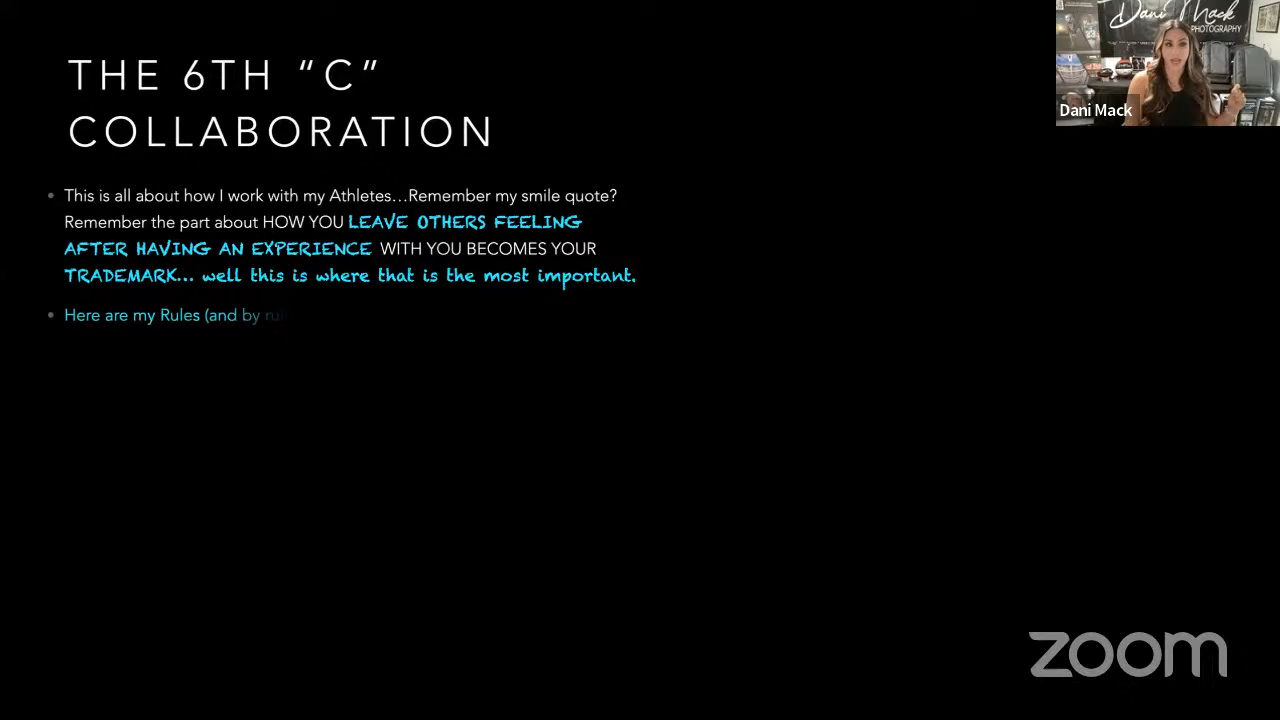 THE 6TH “C”
COLLABORATION
This is all about how I work with my Athletes...Remember my smile quote?
Remember the part about HOW YOU LEAVE OTHERS FEELING
AFTER HAVING AN EXPERIENCE WITH YOU BECOMES YOUR
TRADEMARK... well this is where that is the most important.
Here are my Rules (and by
Dani Mack
PHOTOGRAPHY
Dani Mack
zoom